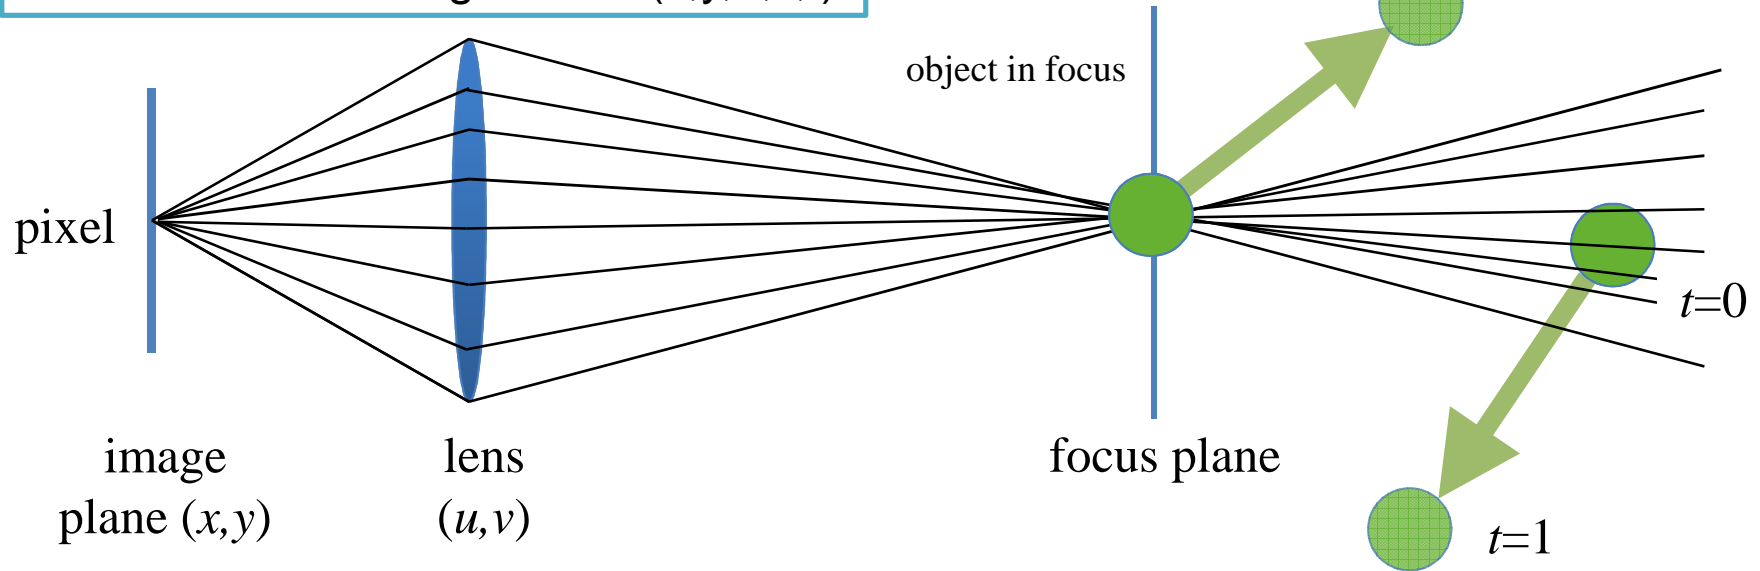 object in focus
pixel
t=0
image
plane (x,y)
lens
(u,v)
focus plane
t=1